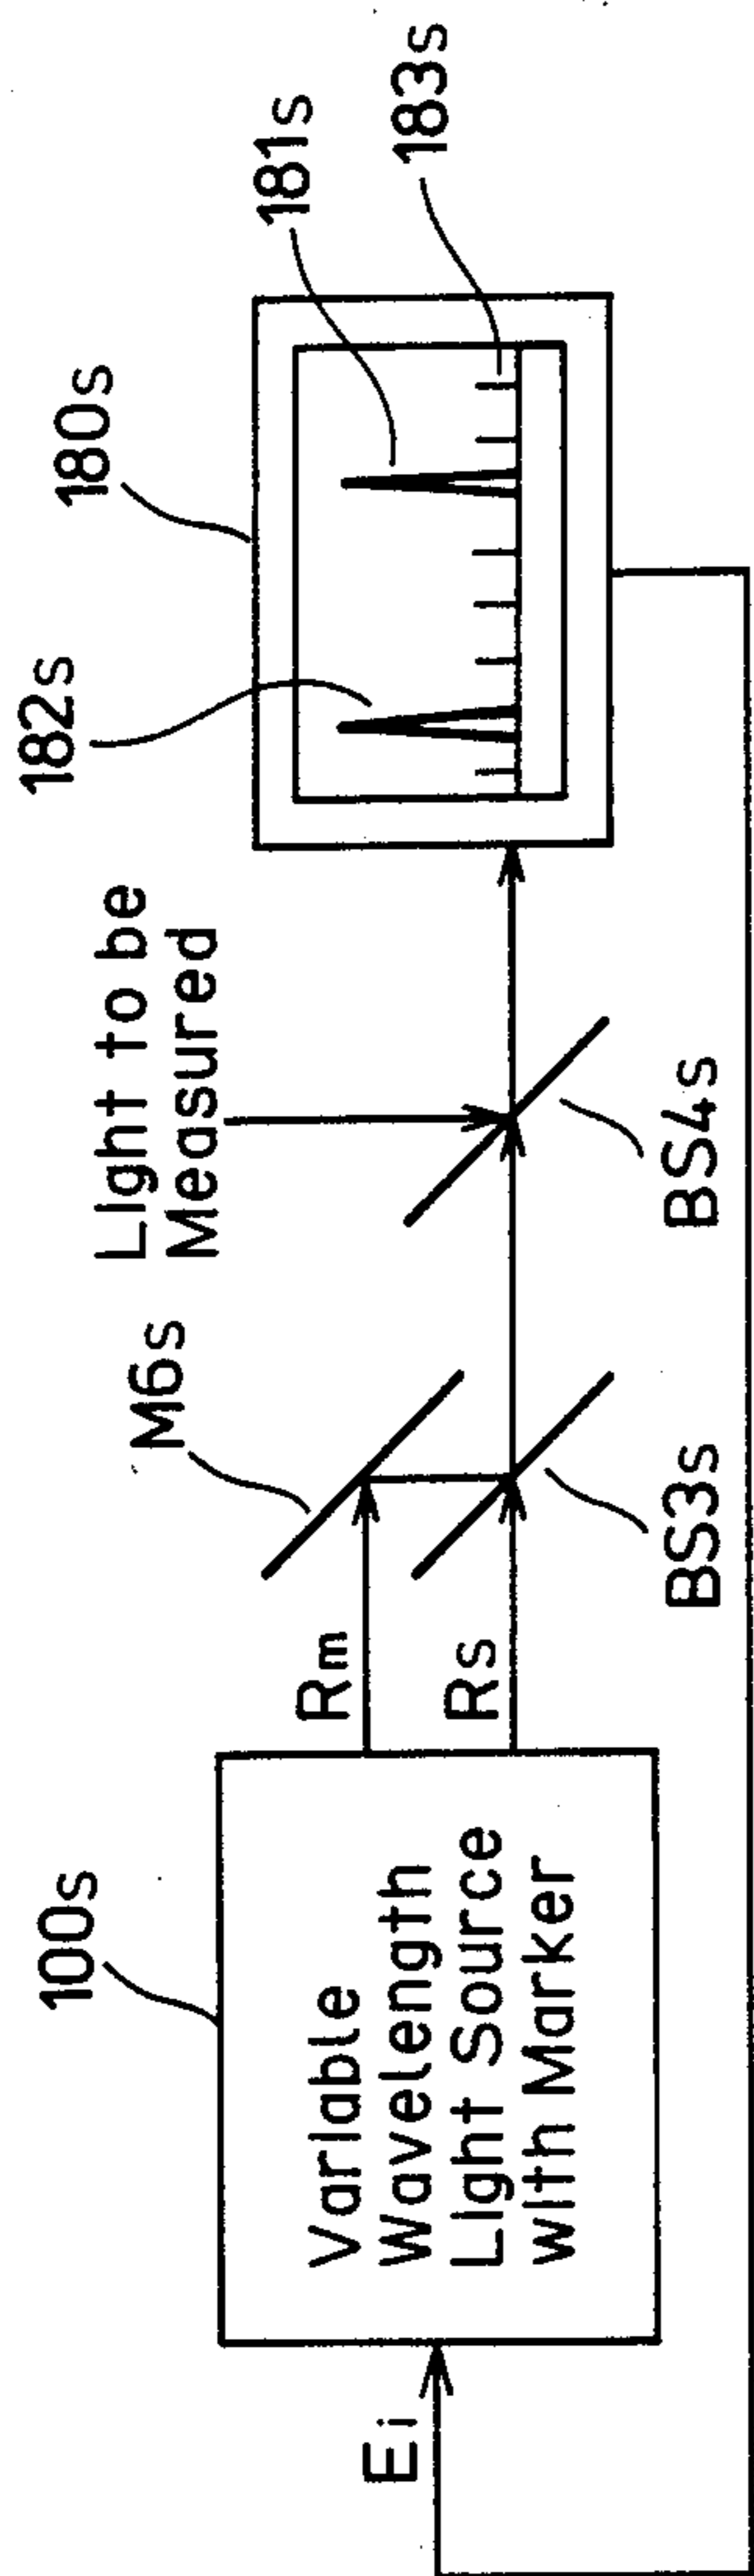 100s
Variable
Wavelength
Light Source
with Marker
Ei
Rm
Rs
M6s
BS3s
Light to be
Measured
BS4s
182s
180s
181s
183s